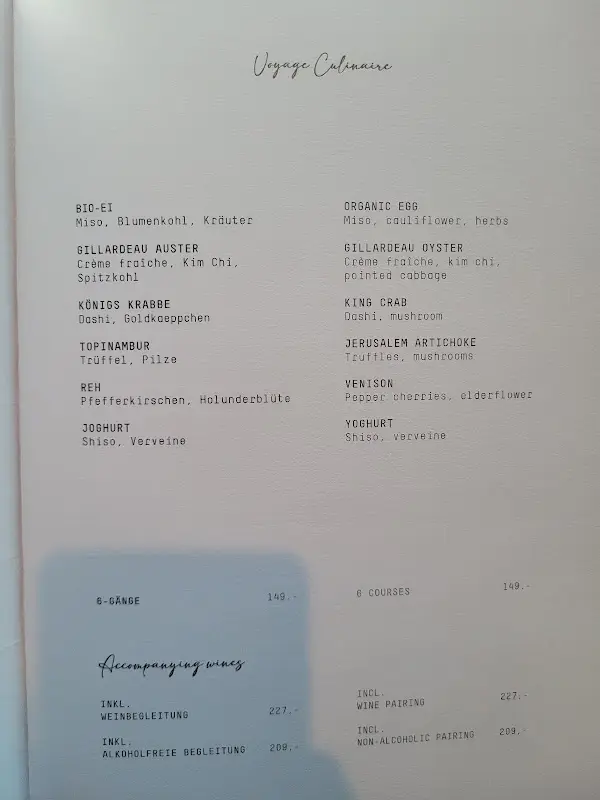 Voyage Culinaire
BIO-EI
Miso, Blumenkohl, Kräuter
GILLARDEAU AUSTER
Crème fraîche, Kim Chi,
Spitzkohl
KÖNIGS KRABBE
Dashi, Goldkaeppchen
TOPINAMBUR
Trüffel, Pilze
REH
Pfefferkirschen, Holunderblüte
JOGHURT
Shiso, Verveine
ORGANIC EGG
Miso, cauliflower, herbs
GILLARDEAU OYSTER
Crème fraîche, kim chi,
pointed cabbage
KING CRAB
Dashi, mushroom
JERUSALEM ARTICHOKE
Truffles, mushrooms
VENISON
Pepper cherries, elderflower
YOGHURT
Shiso, verveine
6-GÄNGE 149,-
6 COURSES 149,-
Accompanying wines
INKL.
WEINBEGLEITUNG 227,-
INKL.
ALKOHOLFREIE BEGLEITUNG 209,-
INCL.
WINE PAIRING 227,-
INCL.
NON-ALCOHOLIC PAIRING 209,-